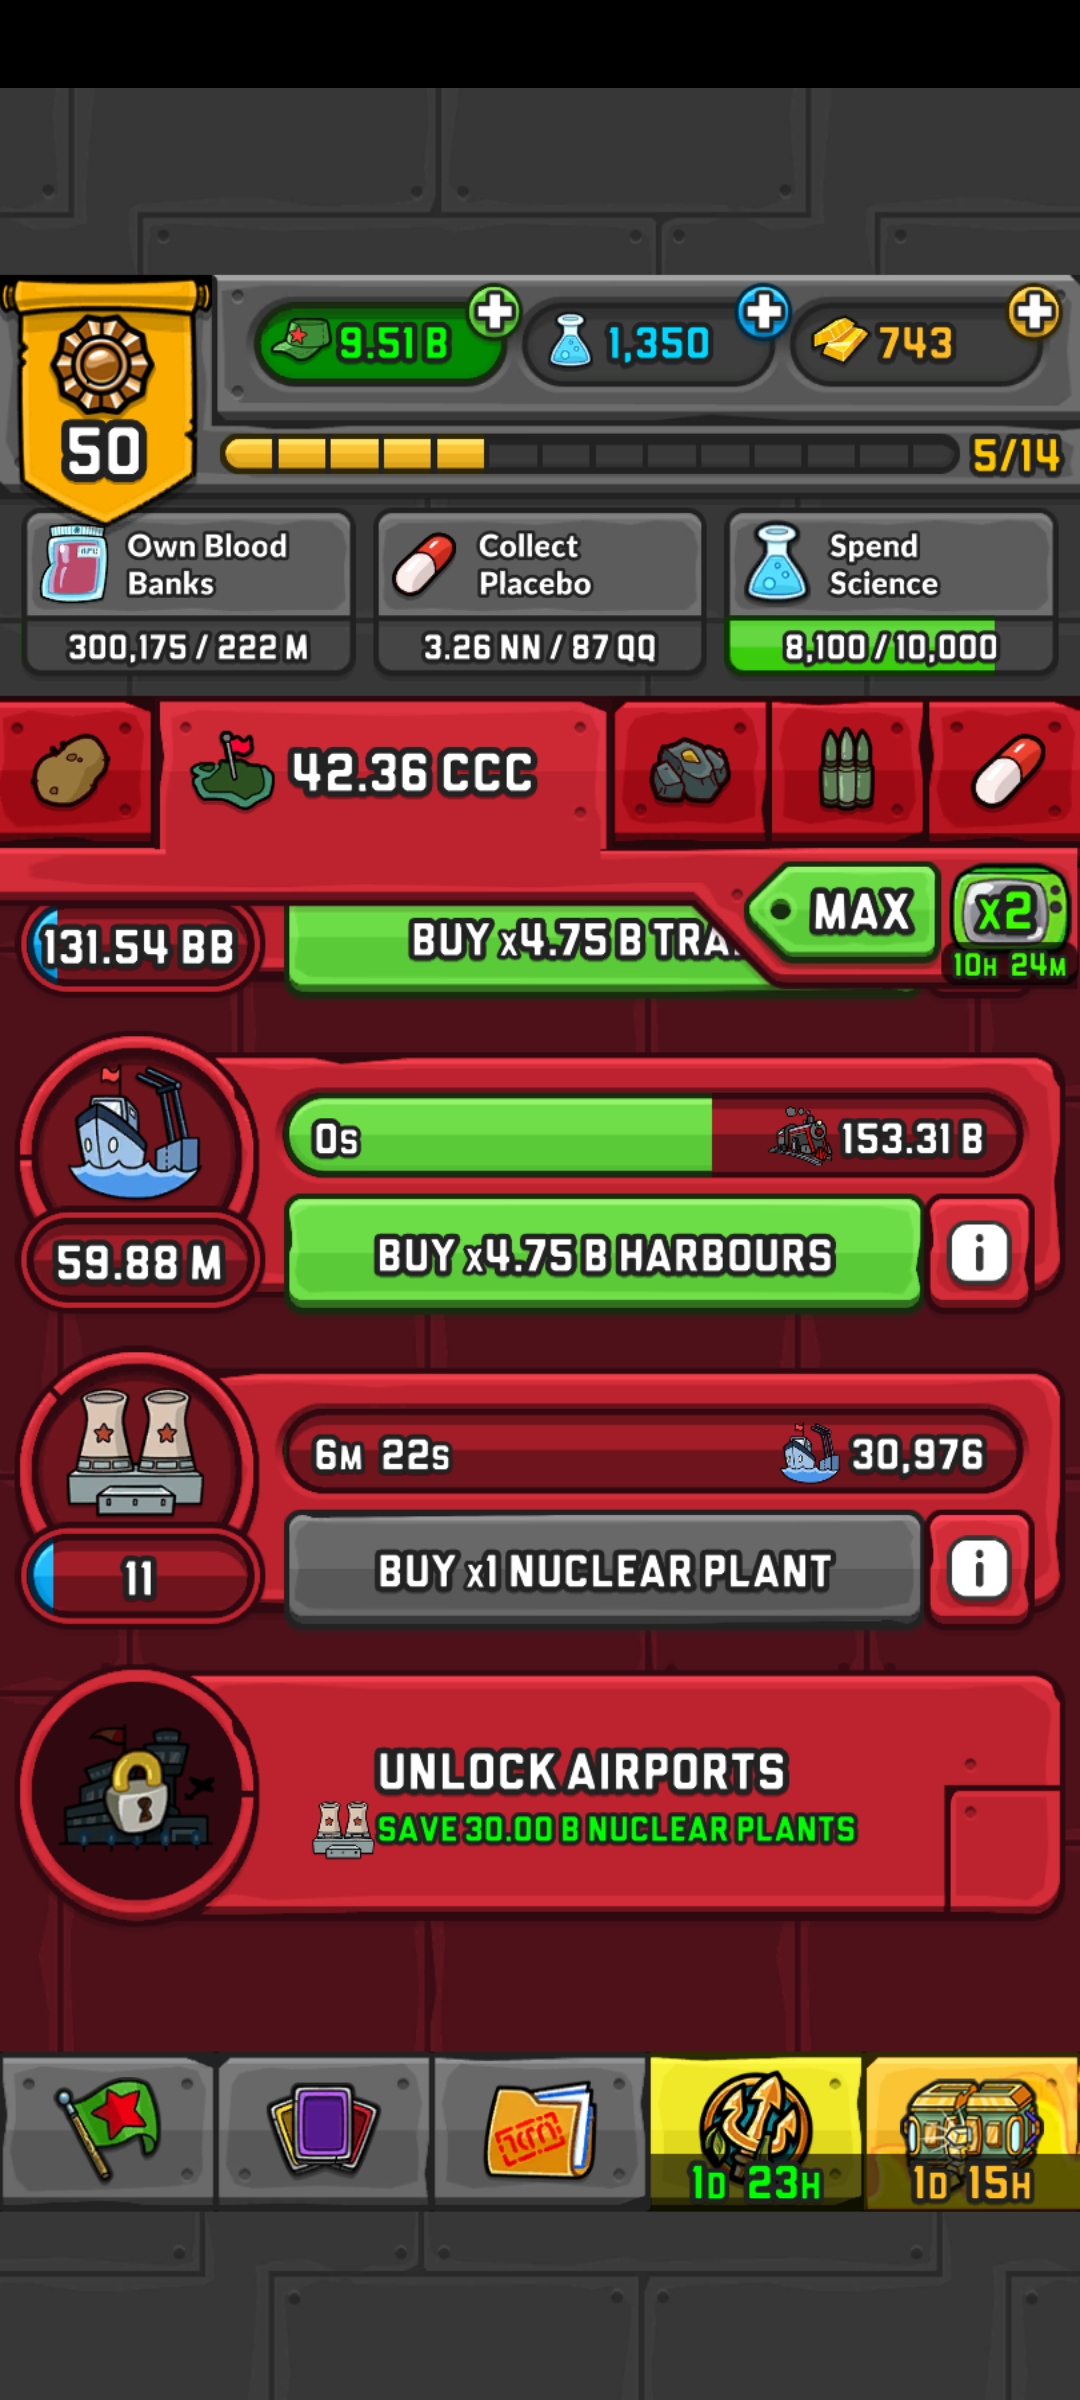 9.51 B
1,350
743
50
5/14
Own Blood
Banks
300,175 / 222 M
Collect
Placebo
3.26 NN / 87 QQ
Spend
Science
8,100 / 10,000
42.36 CCC
MAX
x2
10H 24M
131.54 BB
BUY x4.75 B
0s
153.31 B
59.88 M
BUY x4.75 B HARBOURS
i
6M 22s
30,976
11
BUY x1 NUCLEAR PLANT
i
UNLOCK AIRPORTS
SAVE 30.00 B NUCLEAR PLANTS
1D 23H
1D 15H